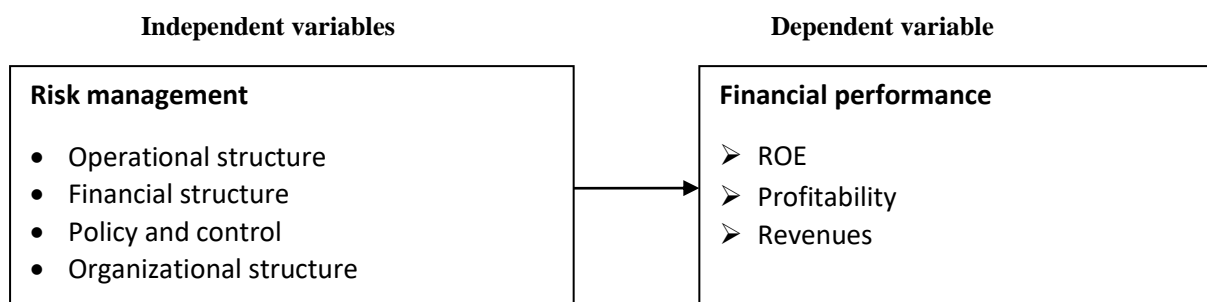 Independent variables
Dependent variable
Risk management
• Operational structure
• Financial structure
• Policy and control
• Organizational structure
Financial performance
➢ ROE
➢ Profitability
➢ Revenues